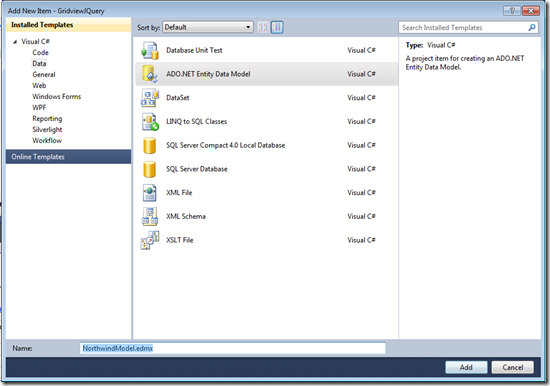 Add New Item - GridviewJQuery
Installed Templates
Visual C#
Code
Data
General
Web
Windows Forms
WPF
Reporting
Silverlight
Workflow
Online Templates
Sort by: Default
Database Unit Test Visual C#
ADO.NET Entity Data Model Visual C#
DataSet Visual C#
LINQ to SQL Classes Visual C#
SQL Server Compact 4.0 Local Database Visual C#
SQL Server Database Visual C#
XML File Visual C#
XML Schema Visual C#
XSLT File Visual C#
Search Installed Templates
Type: Visual C#
A project item for creating an ADO.NET
Entity Data Model.
Name: NorthwindModel.edmx
Add Cancel